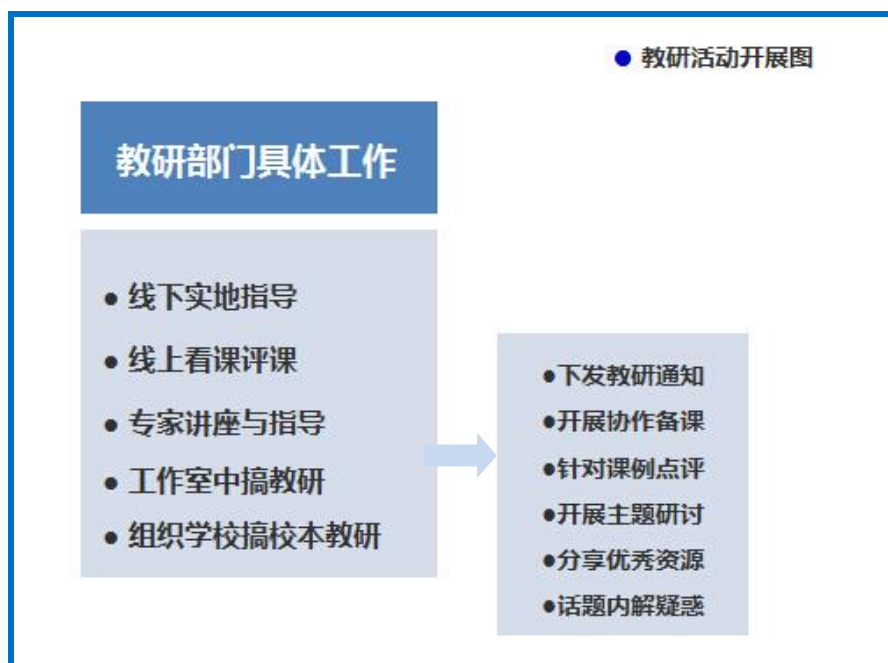 ● 教研活动开展图
教研部门具体工作
● 线下实地指导
● 线上看课评课
● 专家讲座与指导
● 工作室中搞教研
● 组织学校搞校本教研
●下发教研通知
●开展协作备课
●针对课例点评
●开展主题研讨
●分享优秀资源
●话题内解疑惑